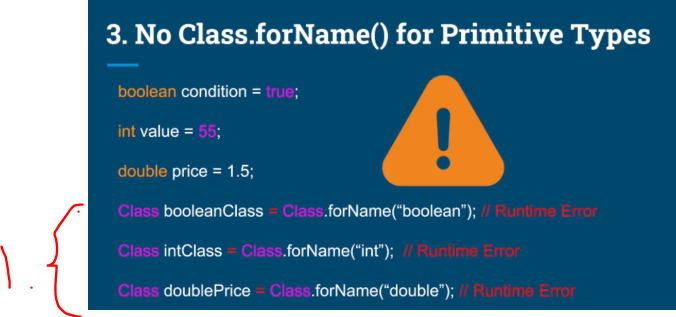 3. No Class.forName() for Primitive Types
boolean condition = true;
int value = 55;
double price = 1.5;
Class booleanClass = Class.forName(“boolean”); // Runtime Error
Class intClass = Class.forName(“int”); // Runtime Error
1.
Class doublePrice = Class.forName(“double”); // Runtime Error